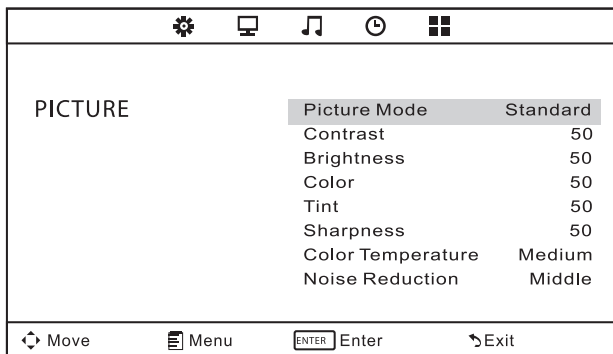 PICTURE
Picture Mode Standard
Contrast 50
Brightness 50
Color 50
Tint 50
Sharpness 50
Color Temperature Medium
Noise Reduction Middle
Move Menu ENTER Enter Exit